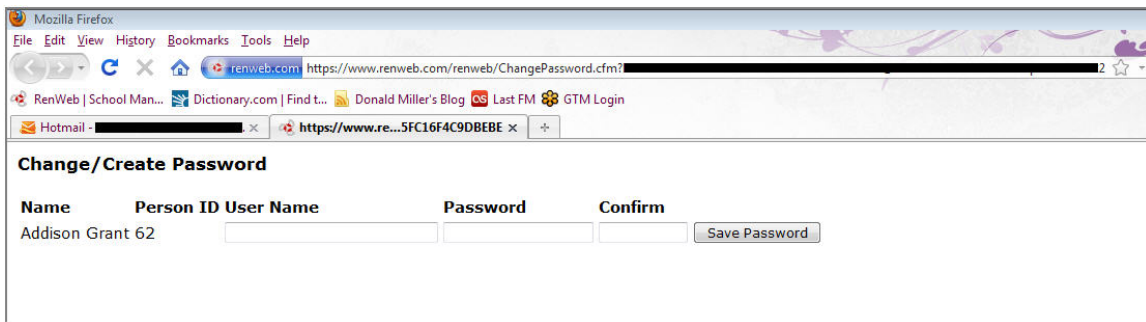 Mozilla Firefox
File Edit View History Bookmarks Tools Help
renweb.com https://www.renweb.com/renweb/ChangePassword.cfm? 2
RenWeb | School Man... Dictionary.com | Find t... Donald Miller's Blog Last FM GTM Login
Hotmail - https://www.re...5FC16F4C9DBEBE
Change/Create Password
Name Person ID User Name Password Confirm
Addison Grant 62 Save Password